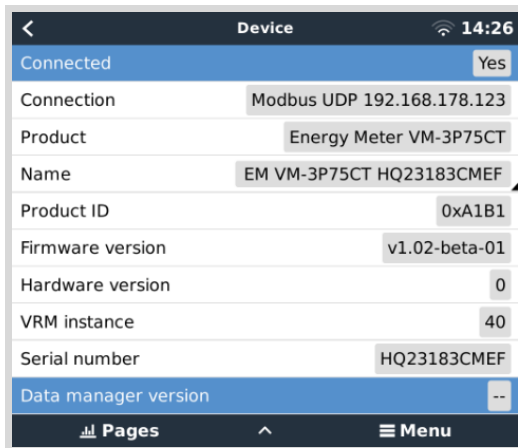 Device 14:26
Connected Yes
Connection Modbus UDP 192.168.178.123
Product Energy Meter VM-3P75CT
Name EM VM-3P75CT HQ23183CMEF
Product ID 0xA1B1
Firmware version v1.02-beta-01
Hardware version 0
VRM instance 40
Serial number HQ23183CMEF
Data manager version --
Pages Menu